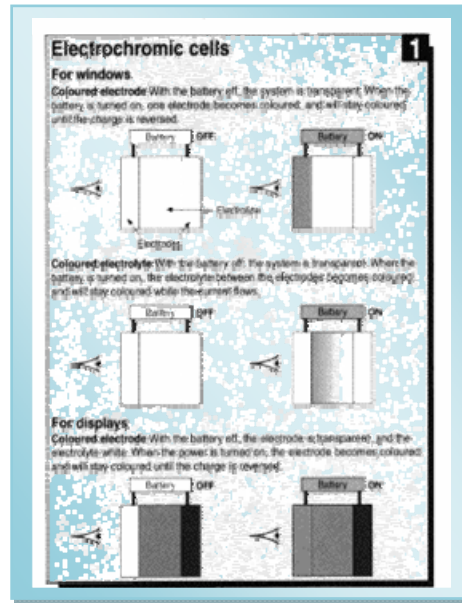 Electrochromic cells 1
For windows
Coloured electrode With the battery off, the system is transparent. When the
battery is turned on, one electrode becomes coloured, and will stay coloured
until the charge is reversed.
Battery OFF Battery ON
Electrolyte
Electrodes
Coloured electrolyte With the battery off, the system is transparent. When the
battery is turned on, the electrolyte between the electrodes becomes coloured
and will stay coloured while the current flows.
Battery OFF Battery ON
For displays
Coloured electrode With the battery off, the electrode is transparent, and the
electrolyte white. When the power is turned on, the electrode becomes coloured
and will stay coloured until the charge is reversed.
Battery OFF Battery ON